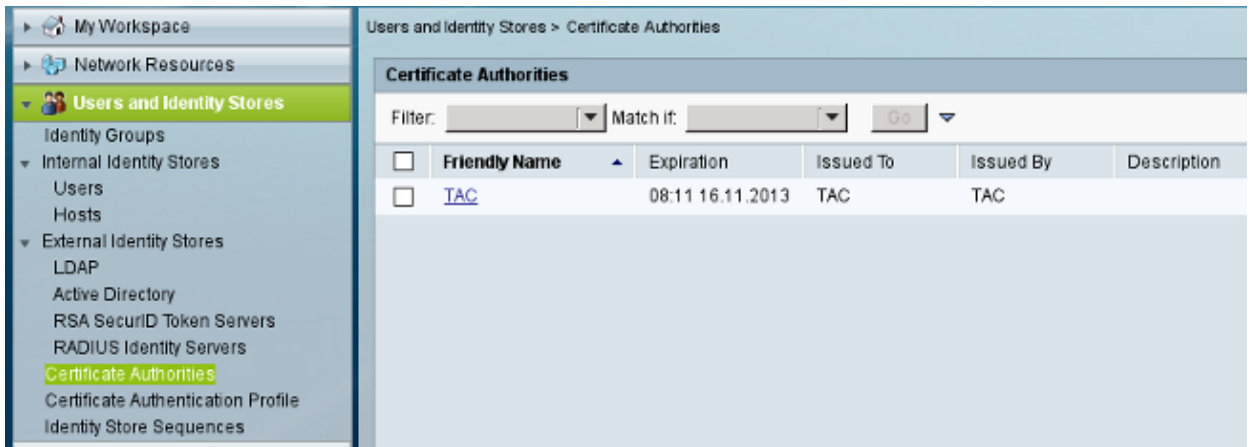 My Workspace
Network Resources
Users and Identity Stores
Identity Groups
Internal Identity Stores
Users
Hosts
External Identity Stores
LDAP
Active Directory
RSA SecurID Token Servers
RADIUS Identity Servers
Certificate Authorities
Certificate Authentication Profile
Identity Store Sequences
Users and Identity Stores > Certificate Authorities
Certificate Authorities
Filter: Match if: Go
Friendly Name Expiration Issued To Issued By Description
TAC 08:11 16.11.2013 TAC TAC